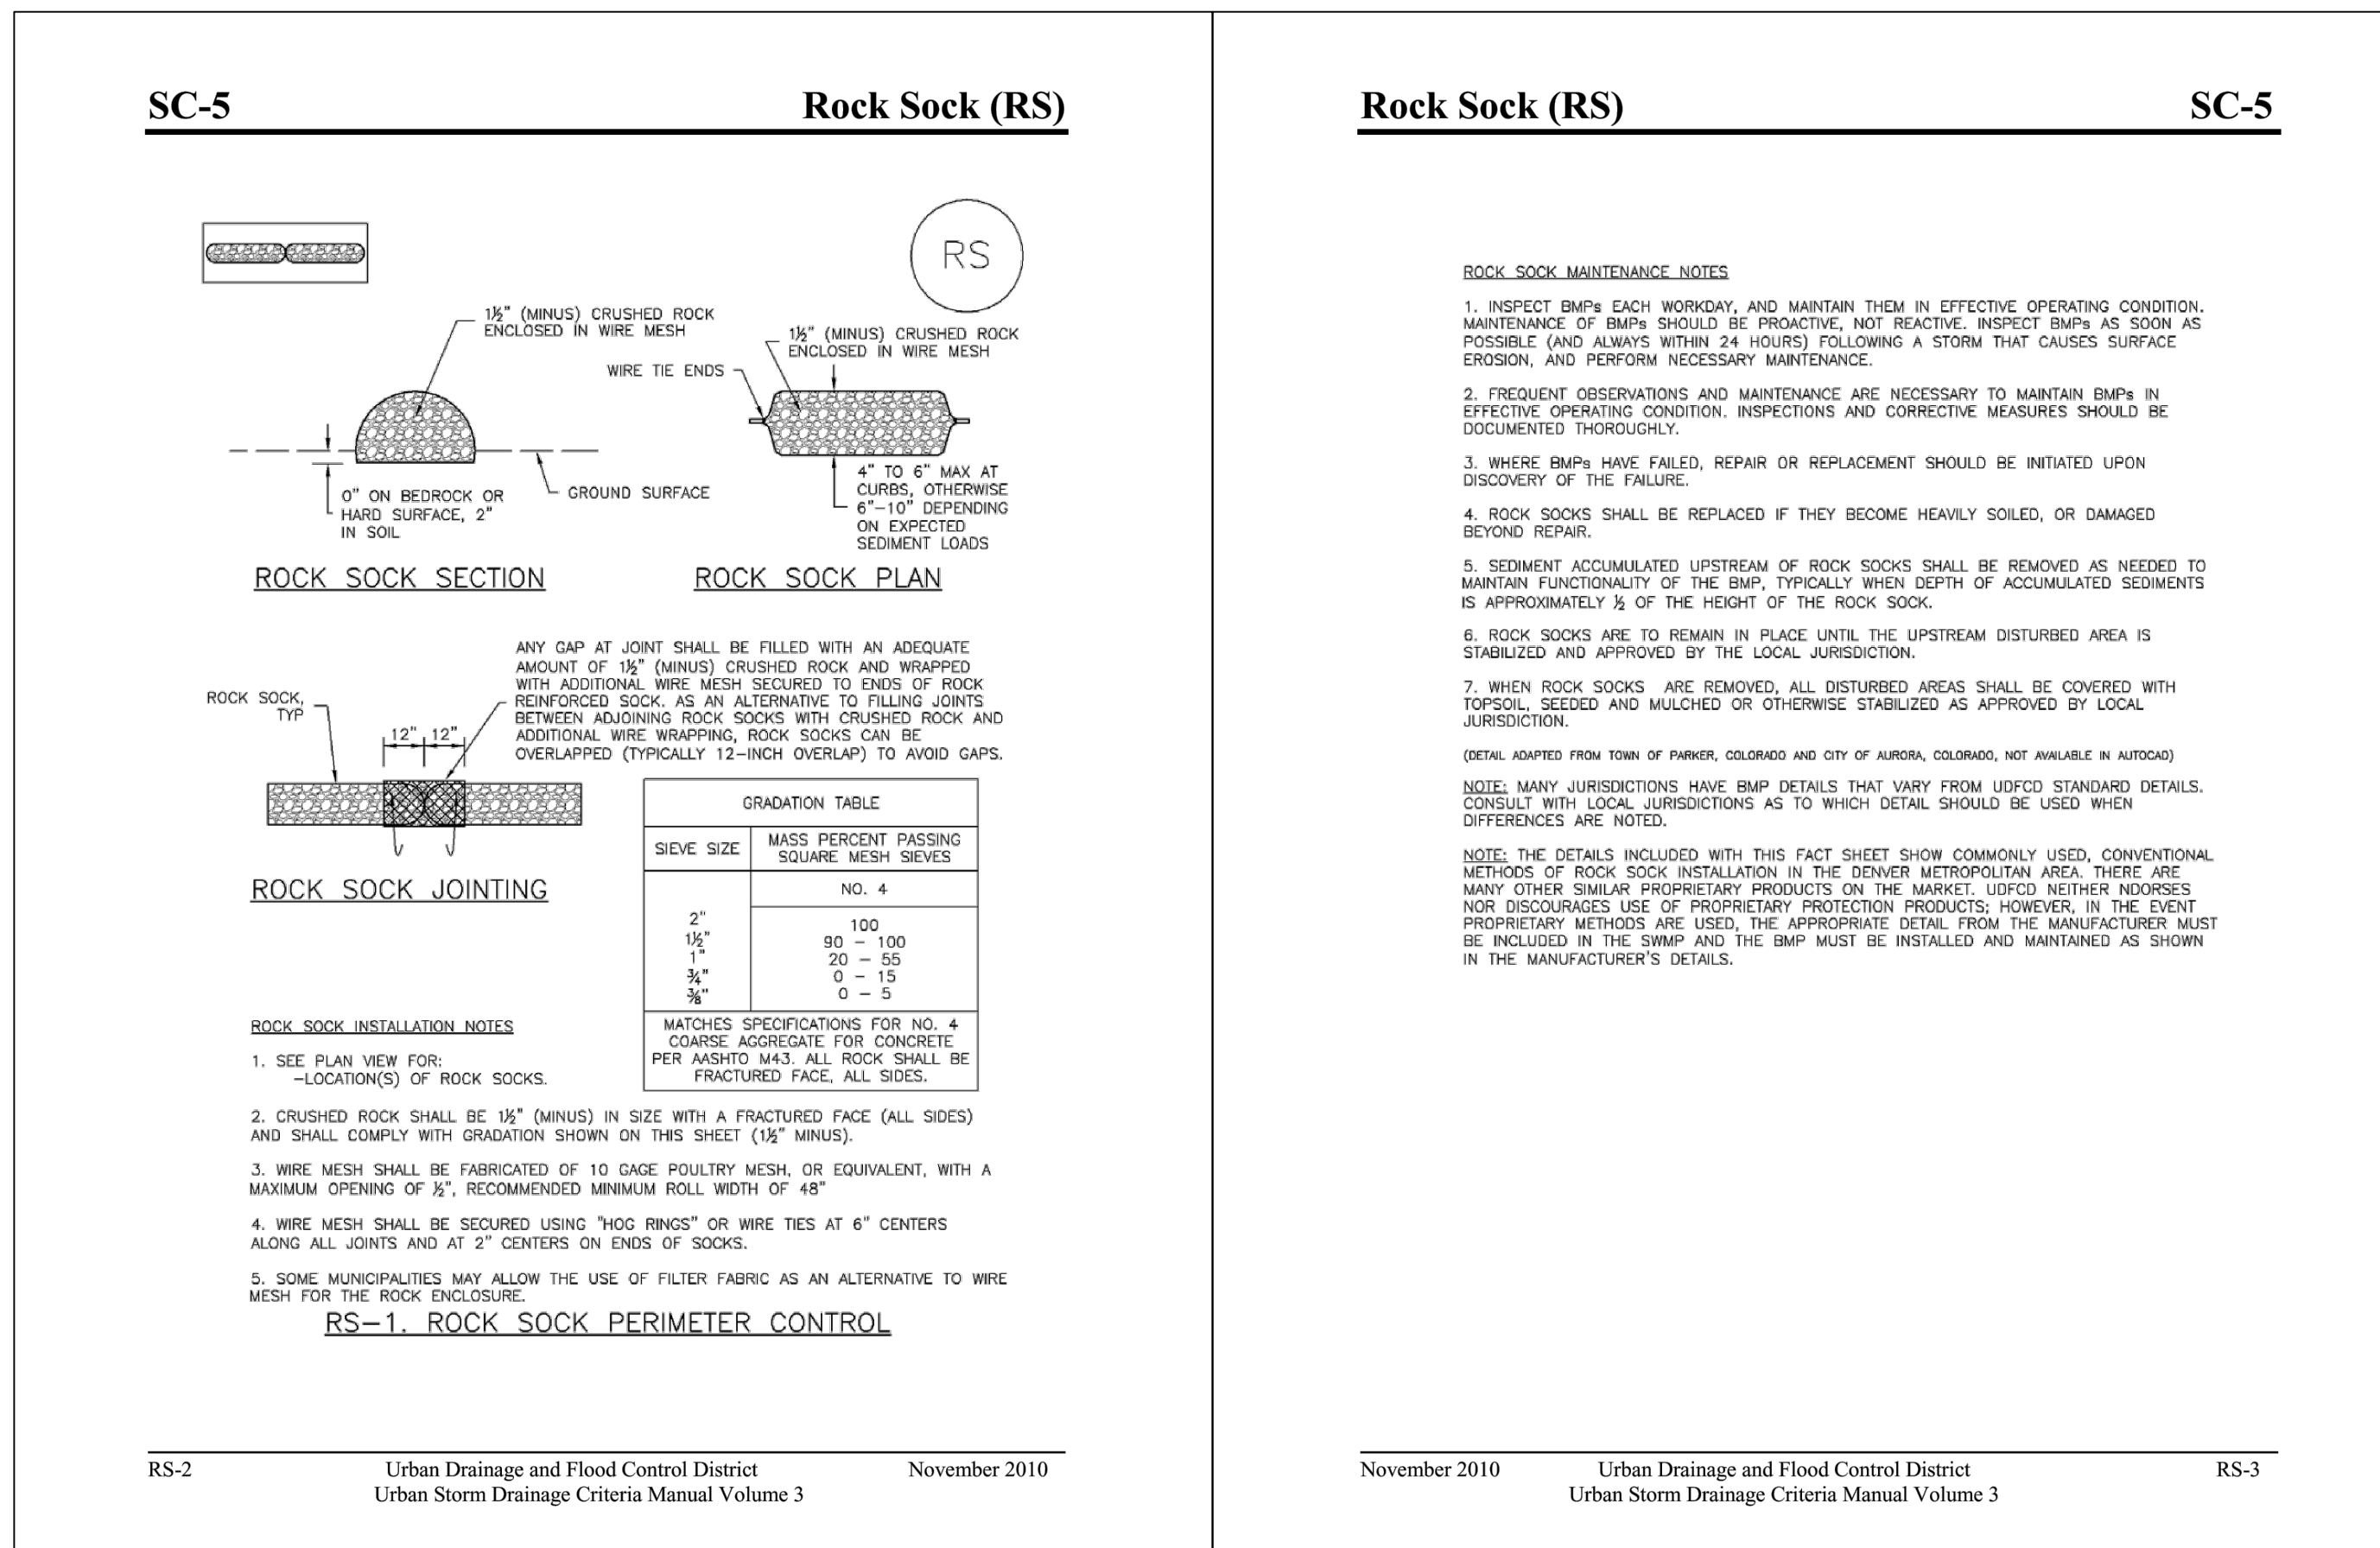 SC-5 Rock Sock (RS)
RS
1½" (MINUS) CRUSHED ROCK
ENCLOSED IN WIRE MESH
1½" (MINUS) CRUSHED ROCK
ENCLOSED IN WIRE MESH
WIRE TIE ENDS
0" ON BEDROCK OR
HARD SURFACE, 2"
IN SOIL
GROUND SURFACE
4" TO 6" MAX AT
CURBS, OTHERWISE
6"-10" DEPENDING
ON EXPECTED
SEDIMENT LOADS
ROCK SOCK SECTION
ROCK SOCK PLAN
ANY GAP AT JOINT SHALL BE FILLED WITH AN ADEQUATE
AMOUNT OF 1½" (MINUS) CRUSHED ROCK AND WRAPPED
WITH ADDITIONAL WIRE MESH SECURED TO ENDS OF ROCK
REINFORCED SOCK. AS AN ALTERNATIVE TO FILLING JOINTS
BETWEEN ADJOINING ROCK SOCKS WITH CRUSHED ROCK AND
ADDITIONAL WIRE WRAPPING, ROCK SOCKS CAN BE
OVERLAPPED (TYPICALLY 12-INCH OVERLAP) TO AVOID GAPS.
ROCK SOCK,
TYP
12" 12"
ROCK SOCK JOINTING
GRADATION TABLE
SIEVE SIZE
MASS PERCENT PASSING
SQUARE MESH SIEVES
NO. 4
2" 100
1½" 90 - 100
1" 20 - 55
¾" 0 - 15
⅜" 0 - 5
MATCHES SPECIFICATIONS FOR NO. 4
COARSE AGGREGATE FOR CONCRETE
PER AASHTO M43. ALL ROCK SHALL BE
FRACTURED FACE, ALL SIDES.
ROCK SOCK INSTALLATION NOTES
1. SEE PLAN VIEW FOR:
-LOCATION(S) OF ROCK SOCKS.
2. CRUSHED ROCK SHALL BE 1½" (MINUS) IN SIZE WITH A FRACTURED FACE (ALL SIDES)
AND SHALL COMPLY WITH GRADATION SHOWN ON THIS SHEET (1½" MINUS).
3. WIRE MESH SHALL BE FABRICATED OF 10 GAGE POULTRY MESH, OR EQUIVALENT, WITH A
MAXIMUM OPENING OF ½", RECOMMENDED MINIMUM ROLL WIDTH OF 48"
4. WIRE MESH SHALL BE SECURED USING "HOG RINGS" OR WIRE TIES AT 6" CENTERS
ALONG ALL JOINTS AND AT 2" CENTERS ON ENDS OF SOCKS.
5. SOME MUNICIPALITIES MAY ALLOW THE USE OF FILTER FABRIC AS AN ALTERNATIVE TO WIRE
MESH FOR THE ROCK ENCLOSURE.
RS-1. ROCK SOCK PERIMETER CONTROL
RS-2 Urban Drainage and Flood Control District November 2010
Urban Storm Drainage Criteria Manual Volume 3
Rock Sock (RS) SC-5
ROCK SOCK MAINTENANCE NOTES
1. INSPECT BMPs EACH WORKDAY, AND MAINTAIN THEM IN EFFECTIVE OPERATING CONDITION.
MAINTENANCE OF BMPs SHOULD BE PROACTIVE, NOT REACTIVE. INSPECT BMPs AS SOON AS
POSSIBLE (AND ALWAYS WITHIN 24 HOURS) FOLLOWING A STORM THAT CAUSES SURFACE
EROSION, AND PERFORM NECESSARY MAINTENANCE.
2. FREQUENT OBSERVATIONS AND MAINTENANCE ARE NECESSARY TO MAINTAIN BMPs IN
EFFECTIVE OPERATING CONDITION. INSPECTIONS AND CORRECTIVE MEASURES SHOULD BE
DOCUMENTED THOROUGHLY.
3. WHERE BMPs HAVE FAILED, REPAIR OR REPLACEMENT SHOULD BE INITIATED UPON
DISCOVERY OF THE FAILURE.
4. ROCK SOCKS SHALL BE REPLACED IF THEY BECOME HEAVILY SOILED, OR DAMAGED
BEYOND REPAIR.
5. SEDIMENT ACCUMULATED UPSTREAM OF ROCK SOCKS SHALL BE REMOVED AS NEEDED TO
MAINTAIN FUNCTIONALITY OF THE BMP, TYPICALLY WHEN DEPTH OF ACCUMULATED SEDIMENTS
IS APPROXIMATELY ½ OF THE HEIGHT OF THE ROCK SOCK.
6. ROCK SOCKS ARE TO REMAIN IN PLACE UNTIL THE UPSTREAM DISTURBED AREA IS
STABILIZED AND APPROVED BY THE LOCAL JURISDICTION.
7. WHEN ROCK SOCKS ARE REMOVED, ALL DISTURBED AREAS SHALL BE COVERED WITH
TOPSOIL, SEEDED AND MULCHED OR OTHERWISE STABILIZED AS APPROVED BY LOCAL
JURISDICTION.
(DETAIL ADAPTED FROM TOWN OF PARKER, COLORADO AND CITY OF AURORA, COLORADO, NOT AVAILABLE IN AUTOCAD)
NOTE: MANY JURISDICTIONS HAVE BMP DETAILS THAT VARY FROM UDFCD STANDARD DETAILS.
CONSULT WITH LOCAL JURISDICTIONS AS TO WHICH DETAIL SHOULD BE USED WHEN
DIFFERENCES ARE NOTED.
NOTE: THE DETAILS INCLUDED WITH THIS FACT SHEET SHOW COMMONLY USED, CONVENTIONAL
METHODS OF ROCK SOCK INSTALLATION IN THE DENVER METROPOLITAN AREA. THERE ARE
MANY OTHER SIMILAR PROPRIETARY PRODUCTS ON THE MARKET. UDFCD NEITHER NDORSES
NOR DISCOURAGES USE OF PROPRIETARY PROTECTION PRODUCTS; HOWEVER, IN THE EVENT
PROPRIETARY METHODS ARE USED, THE APPROPRIATE DETAIL FROM THE MANUFACTURER MUST
BE INCLUDED IN THE SWMP AND THE BMP MUST BE INSTALLED AND MAINTAINED AS SHOWN
IN THE MANUFACTURER'S DETAILS.
November 2010 Urban Drainage and Flood Control District RS-3
Urban Storm Drainage Criteria Manual Volume 3